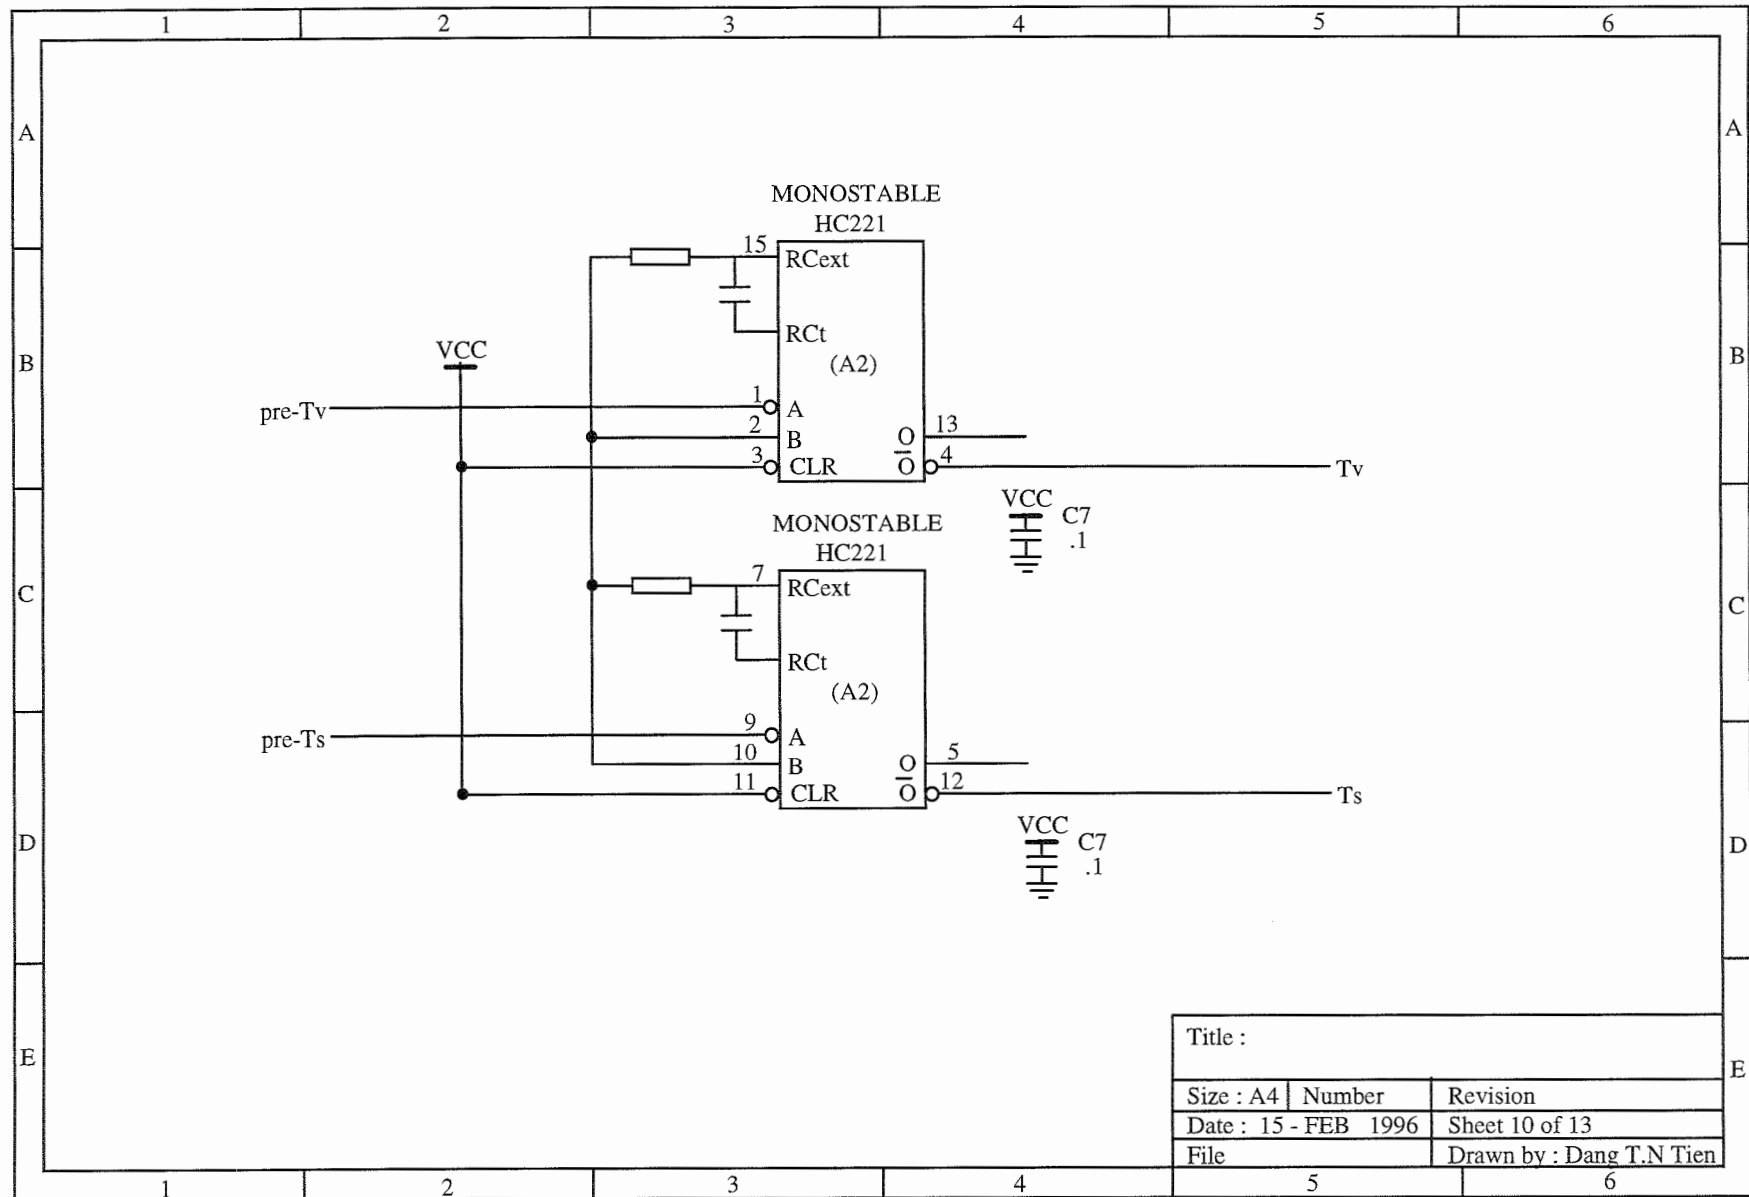 1 2 3 4 5 6
A A
MONOSTABLE
HC221
15 RCext
RCt
B B
VCC
(A2)
pre-Tv 1 A
2 B O 13
3 CLR O 4 Tv
VCC C7
.1
MONOSTABLE
HC221
C C
7 RCext
RCt
(A2)
pre-Ts 9 A
10 B O 5
11 CLR O 12 Ts
VCC C7
.1
D D
Title :
E E
Size : A4 Number Revision
Date : 15 - FEB 1996 Sheet 10 of 13
File Drawn by : Dang T.N Tien
1 2 3 4 5 6